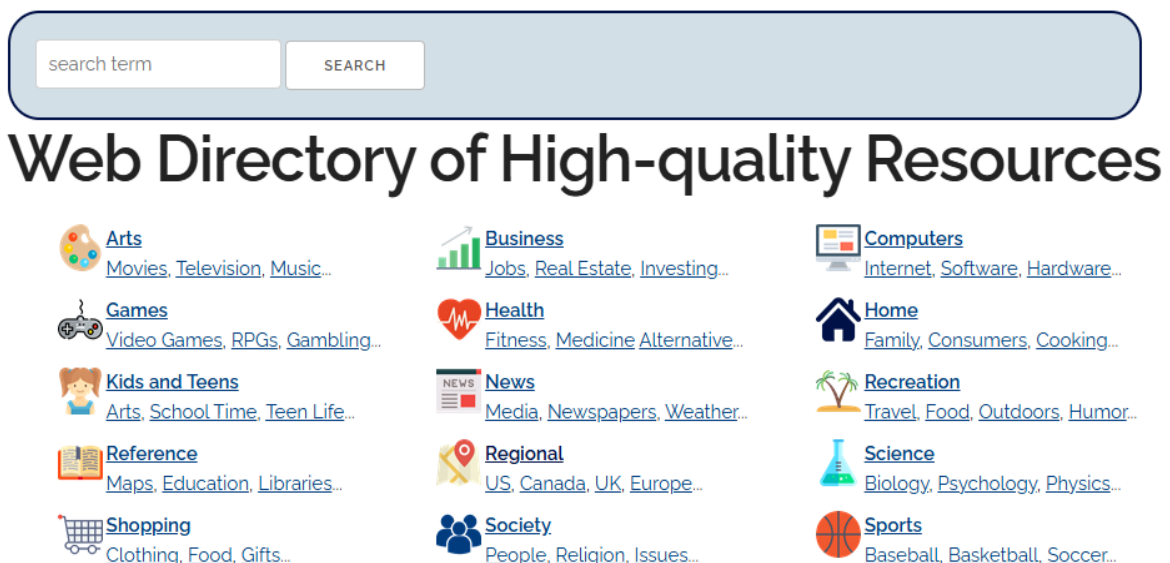 search term
SEARCH
Web Directory of High-quality Resources
Arts
Movies, Television, Music...
Business
Jobs, Real Estate, Investing...
Computers
Internet, Software, Hardware...
Games
Video Games, RPGs, Gambling...
Health
Fitness, Medicine Alternative...
Home
Family, Consumers, Cooking...
Kids and Teens
Arts, School Time, Teen Life...
NEWS
News
Media, Newspapers, Weather...
Recreation
Travel, Food, Outdoors, Humor...
Reference
Maps, Education, Libraries...
Regional
US, Canada, UK, Europe...
Science
Biology, Psychology, Physics...
Shopping
Clothing, Food, Gifts...
Society
People, Religion, Issues...
Sports
Baseball, Basketball, Soccer...